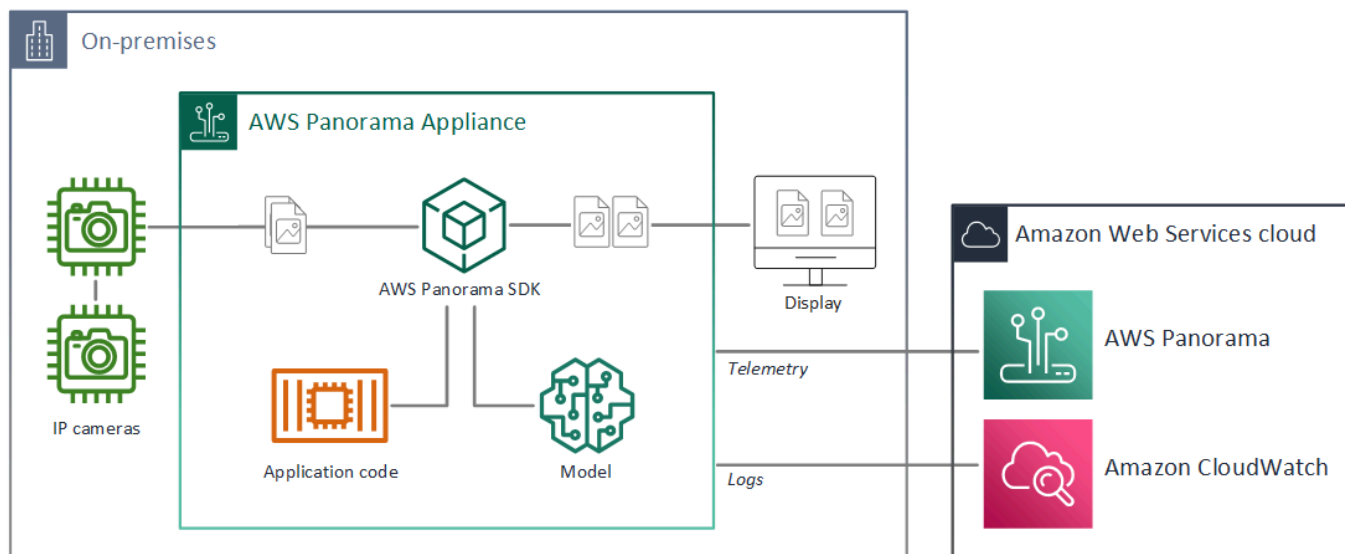 On-premises
AWS Panorama Appliance
AWS Panorama SDK
Display
Amazon Web Services cloud
AWS Panorama
Telemetry
IP cameras
Application code
Model
Logs
Amazon CloudWatch